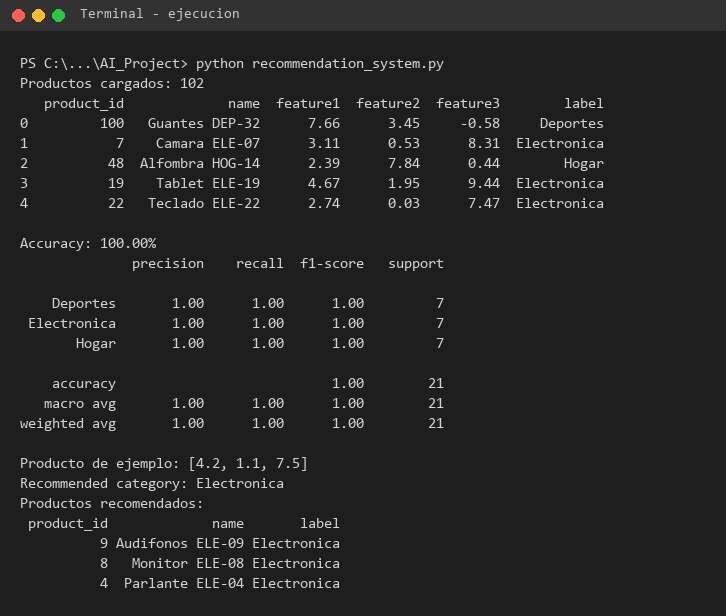 Terminal - ejecucion
PS C:\...\AI_Project> python recommendation_system.py
Productos cargados: 102
   product_id             name  feature1  feature2  feature3        label
0         100   Guantes DEP-32      7.66      3.45     -0.58     Deportes
1           7    Camara ELE-07      3.11      0.53      8.31  Electronica
2          48  Alfombra HOG-14      2.39      7.84      0.44        Hogar
3          19    Tablet ELE-19      4.67      1.95      9.44  Electronica
4          22   Teclado ELE-22      2.74      0.03      7.47  Electronica
Accuracy: 100.00%
              precision    recall  f1-score   support
    Deportes       1.00      1.00      1.00         7
 Electronica       1.00      1.00      1.00         7
       Hogar       1.00      1.00      1.00         7
    accuracy                           1.00        21
   macro avg       1.00      1.00      1.00        21
weighted avg       1.00      1.00      1.00        21
Producto de ejemplo: [4.2, 1.1, 7.5]
Recommended category: Electronica
Productos recomendados:
 product_id             name       label
          9 Audifonos ELE-09 Electronica
          8   Monitor ELE-08 Electronica
          4  Parlante ELE-04 Electronica